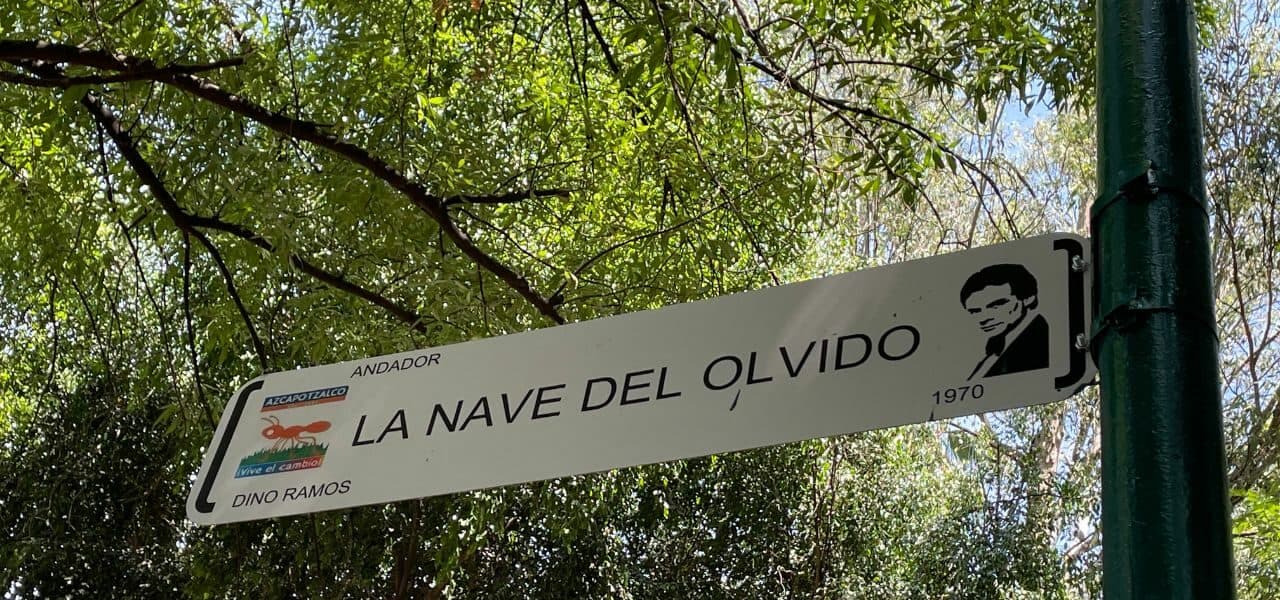 ANDADOR
AZCAPOTZALCO
LA NAVE DEL OLVIDO
¡Vive el cambio!
DINO RAMOS
1970